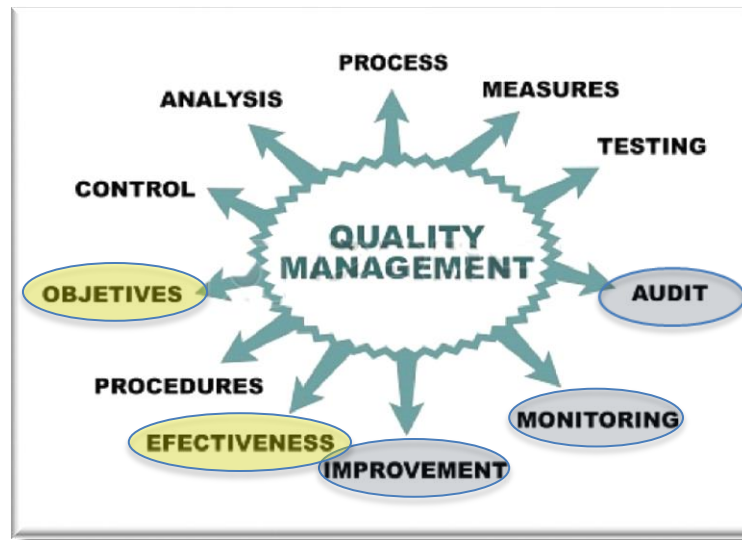 PROCESS
ANALYSIS
MEASURES
TESTING
CONTROL
QUALITY
MANAGEMENT
OBJETIVES
AUDIT
PROCEDURES
MONITORING
EFECTIVENESS
IMPROVEMENT